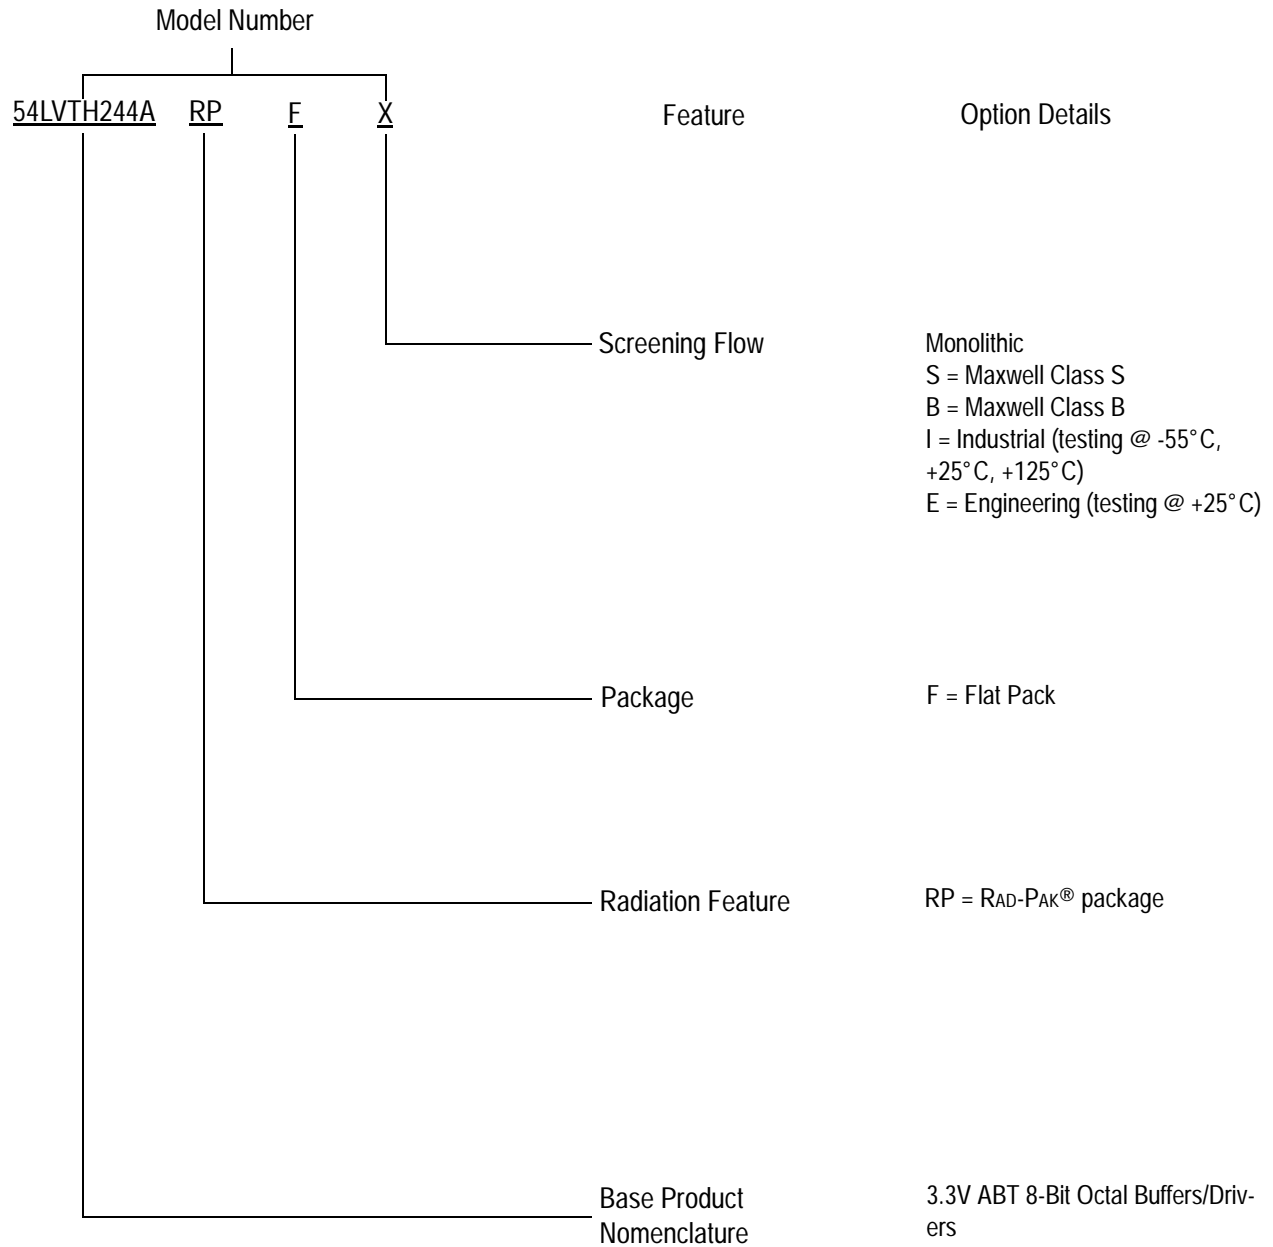 Model Number
54LVTH244A RP F X Feature Option Details
Screening Flow Monolithic
S = Maxwell Class S
B = Maxwell Class B
I = Industrial (testing @ -55°C,
+25°C, +125°C)
E = Engineering (testing @ +25°C)
Package F = Flat Pack
Radiation Feature RP = RAD-PAK® package
Base Product 3.3V ABT 8-Bit Octal Buffers/Driv-
Nomenclature ers